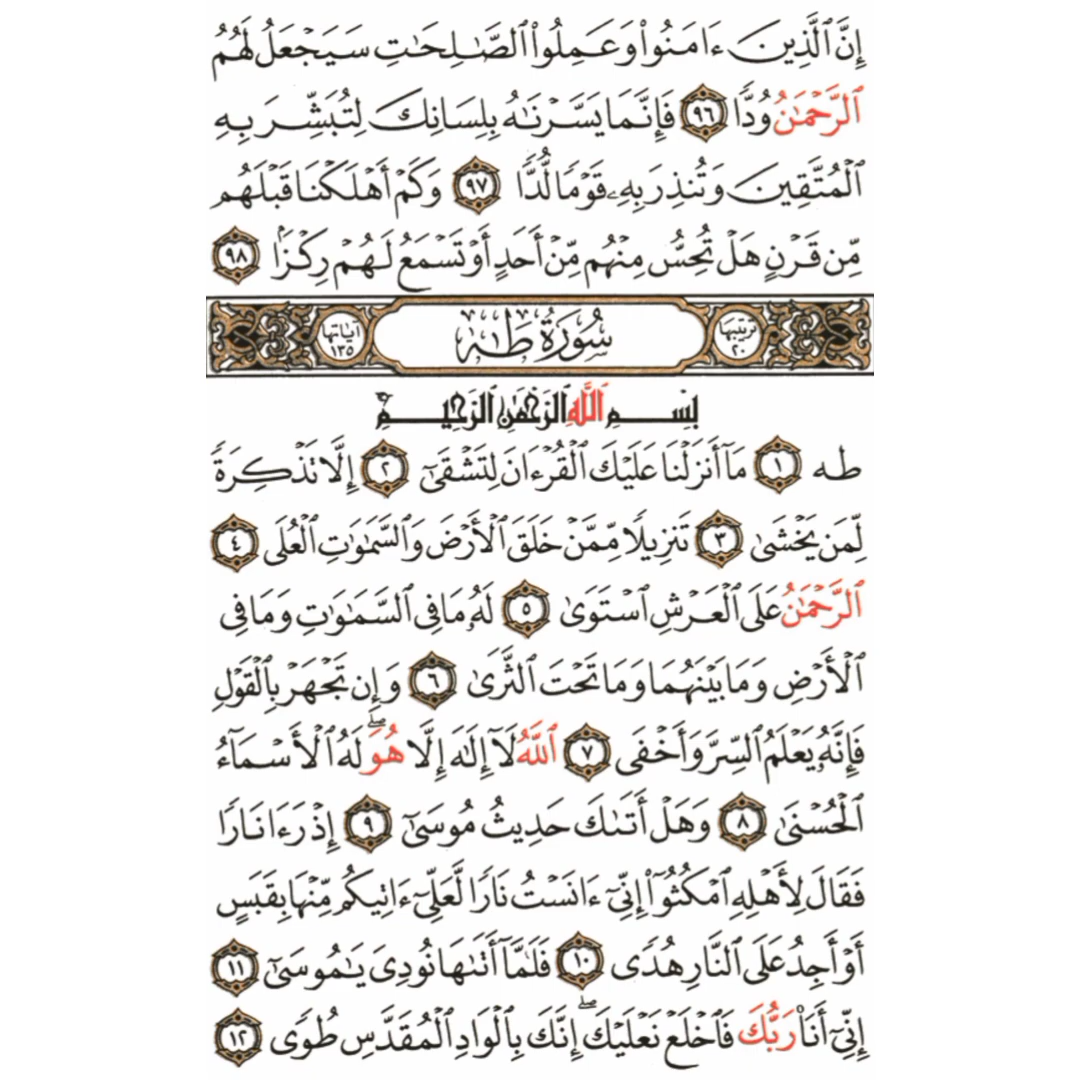 إِنَّ ٱلَّذِينَ ءَامَنُوا۟ وَعَمِلُوا۟ ٱلصَّـٰلِحَـٰتِ سَيَجْعَلُ لَهُمُ
ٱلرَّحْمَـٰنُ وُدًّا ٩٦ فَإِنَّمَا يَسَّرْنَـٰهُ بِلِسَانِكَ لِتُبَشِّرَ بِهِ
ٱلْمُتَّقِينَ وَتُنذِرَ بِهِۦ قَوْمًا لُّدًّا ٩٧ وَكَمْ أَهْلَكْنَا قَبْلَهُم
مِّن قَرْنٍ هَلْ تُحِسُّ مِنْهُم مِّنْ أَحَدٍ أَوْ تَسْمَعُ لَهُمْ رِكْزًۢا ٩٨
ترتيبها ٢٠ سُورَةُ طه آياتها ١٣٥
بِسْمِ ٱللَّهِ ٱلرَّحْمَـٰنِ ٱلرَّحِيمِ
طه ١ مَآ أَنزَلْنَا عَلَيْكَ ٱلْقُرْءَانَ لِتَشْقَىٰٓ ٢ إِلَّا تَذْكِرَةً
لِّمَن يَخْشَىٰ ٣ تَنزِيلًا مِّمَّنْ خَلَقَ ٱلْأَرْضَ وَٱلسَّمَـٰوَٰتِ ٱلْعُلَى ٤
ٱلرَّحْمَـٰنُ عَلَى ٱلْعَرْشِ ٱسْتَوَىٰ ٥ لَهُۥ مَا فِى ٱلسَّمَـٰوَٰتِ وَمَا فِى
ٱلْأَرْضِ وَمَا بَيْنَهُمَا وَمَا تَحْتَ ٱلثَّرَىٰ ٦ وَإِن تَجْهَرْ بِٱلْقَوْلِ
فَإِنَّهُۥ يَعْلَمُ ٱلسِّرَّ وَأَخْفَى ٧ ٱللَّهُ لَآ إِلَـٰهَ إِلَّا هُوَ ۖ لَهُ ٱلْأَسْمَآءُ
ٱلْحُسْنَىٰ ٨ وَهَلْ أَتَىٰكَ حَدِيثُ مُوسَىٰٓ ٩ إِذْ رَءَا نَارًا
فَقَالَ لِأَهْلِهِ ٱمْكُثُوٓا۟ إِنِّىٓ ءَانَسْتُ نَارًا لَّعَلِّىٓ ءَاتِيكُم مِّنْهَا بِقَبَسٍ
أَوْ أَجِدُ عَلَى ٱلنَّارِ هُدًى ١٠ فَلَمَّآ أَتَىٰهَا نُودِىَ يَـٰمُوسَىٰٓ ١١
إِنِّىٓ أَنَا۠ رَبُّكَ فَٱخْلَعْ نَعْلَيْكَ ۖ إِنَّكَ بِٱلْوَادِ ٱلْمُقَدَّسِ طُوًى ١٢